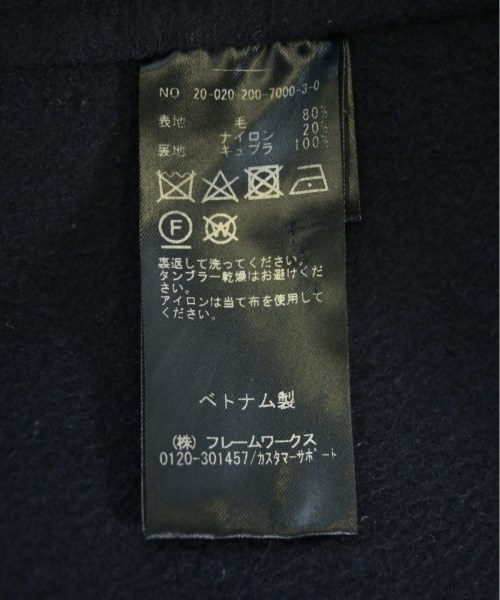 NO 20-020-200-7000-3-0
表地 毛 80%
ナイロン 20%
裏地 キュプラ 100%
F W
裏返して洗ってください。
タンブラー乾燥はお避けくだ
さい。
アイロンは当て布を使用して
ください。
ベトナム製
(株) フレームワークス
0120-301457/カスタマーサポート